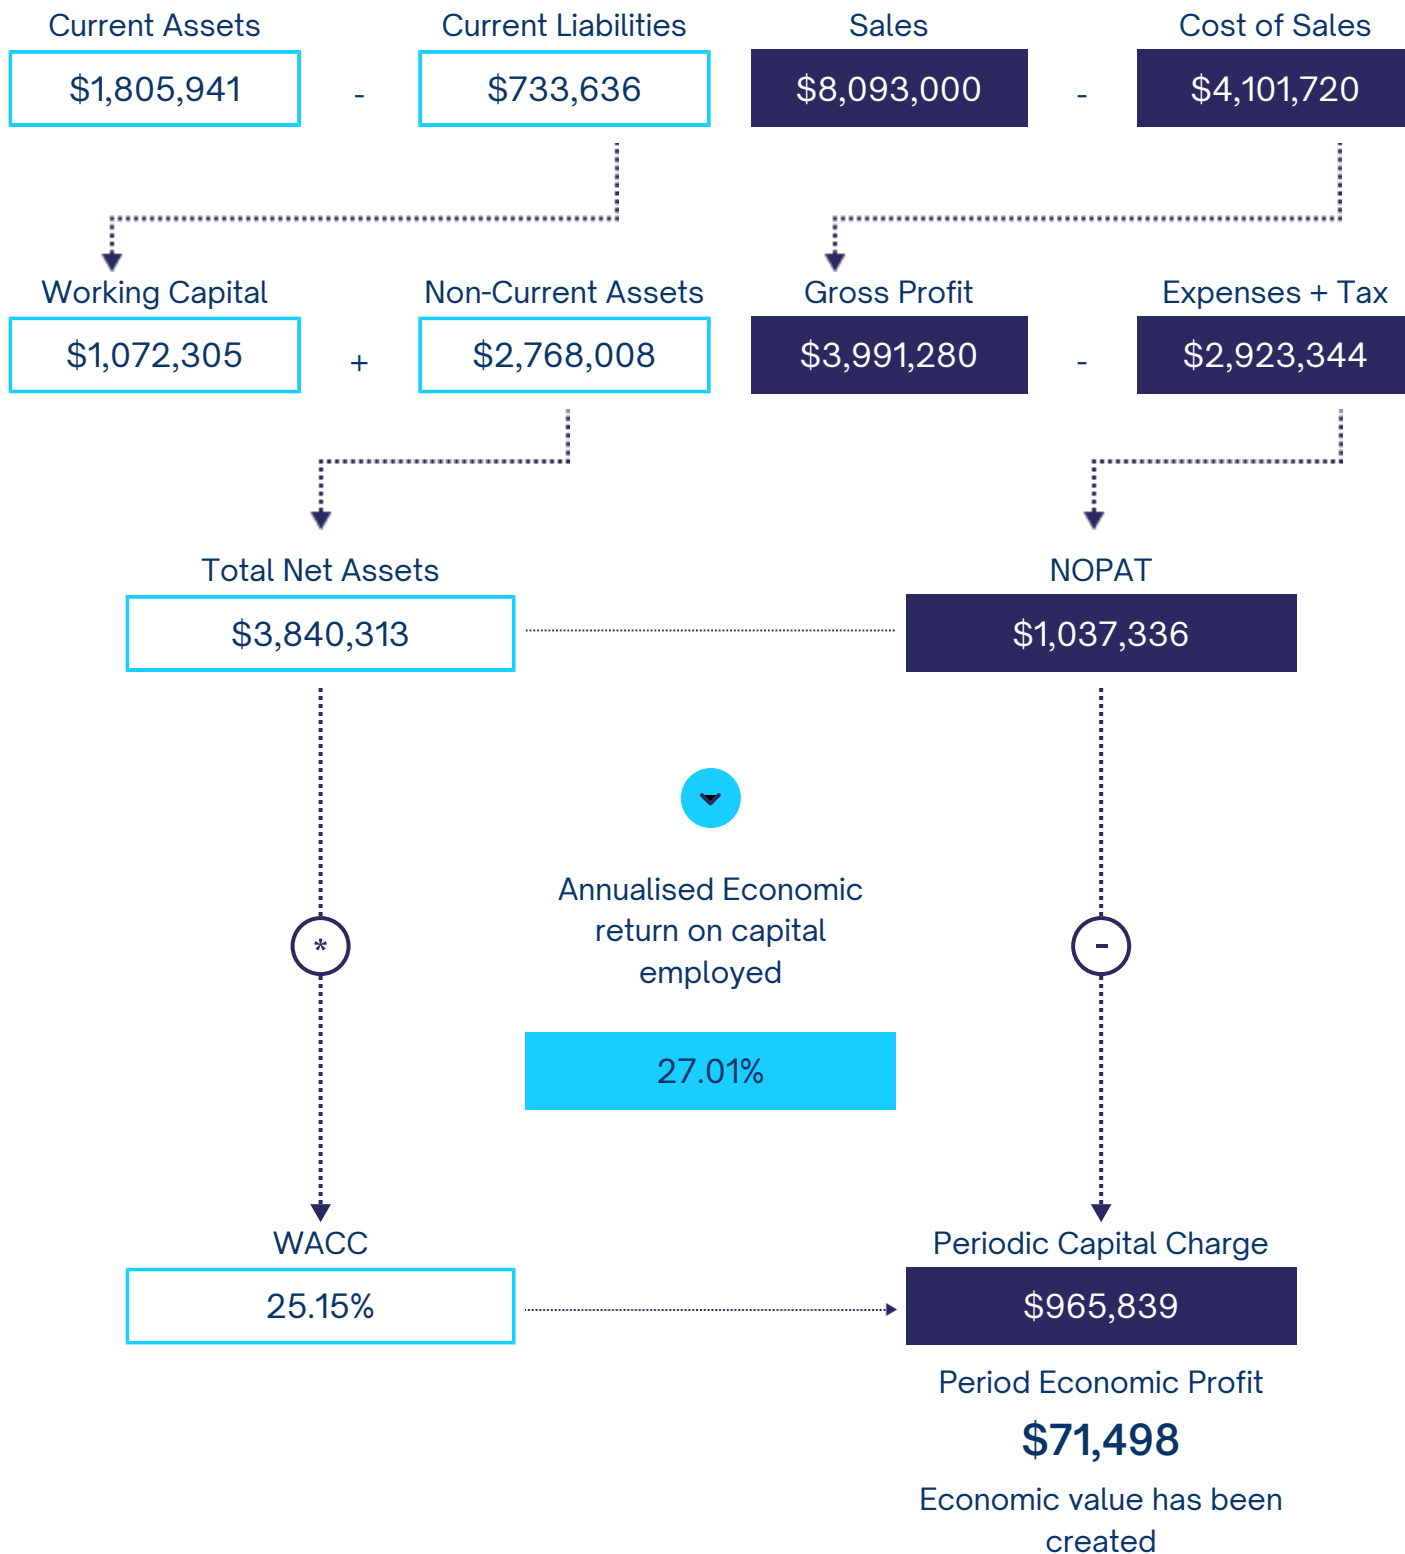 Current Assets
Current Liabilities
Sales
Cost of Sales
$1,805,941
-
$733,636
$8,093,000
-
$4,101,720
Working Capital
Non-Current Assets
Gross Profit
Expenses + Tax
$1,072,305
+
$2,768,008
$3,991,280
-
$2,923,344
Total Net Assets
NOPAT
$3,840,313
$1,037,336
Annualised Economic
return on capital
employed
*
-
27.01%
WACC
Periodic Capital Charge
25.15%
$965,839
Period Economic Profit
$71,498
Economic value has been
created